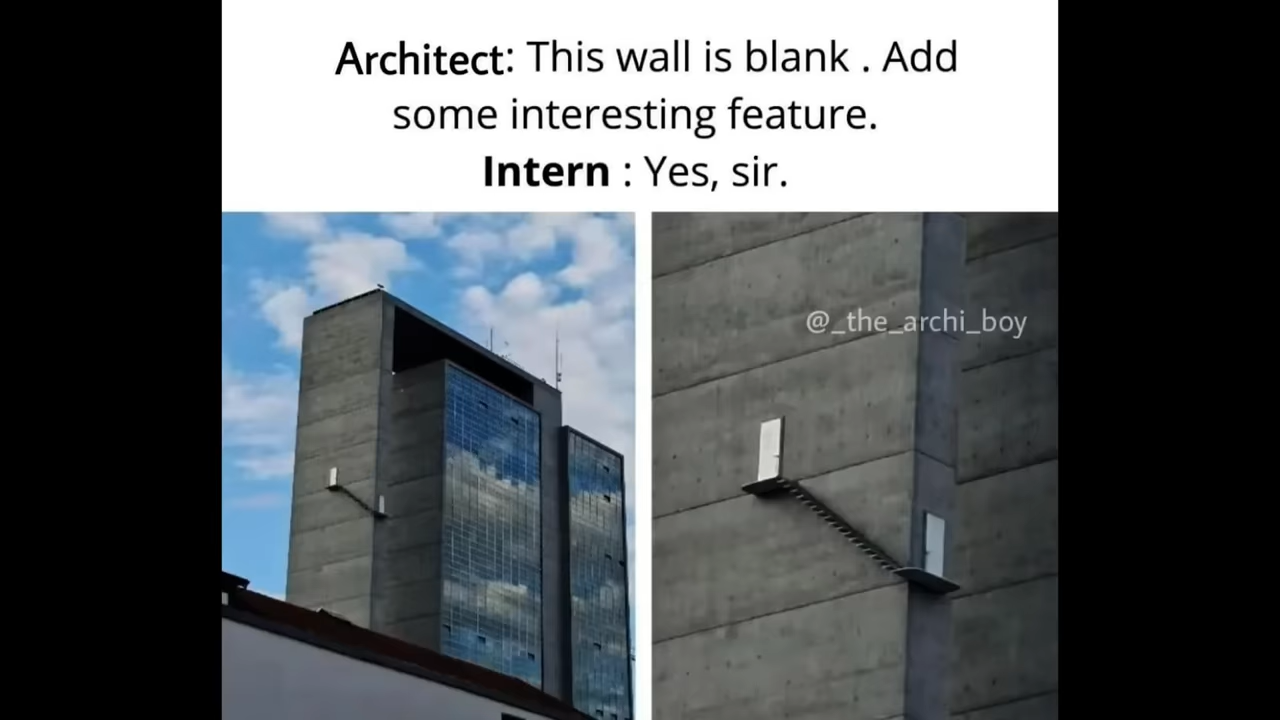 Architect: This wall is blank . Add
some interesting feature.
Intern : Yes, sir.
@_the_archi_boy